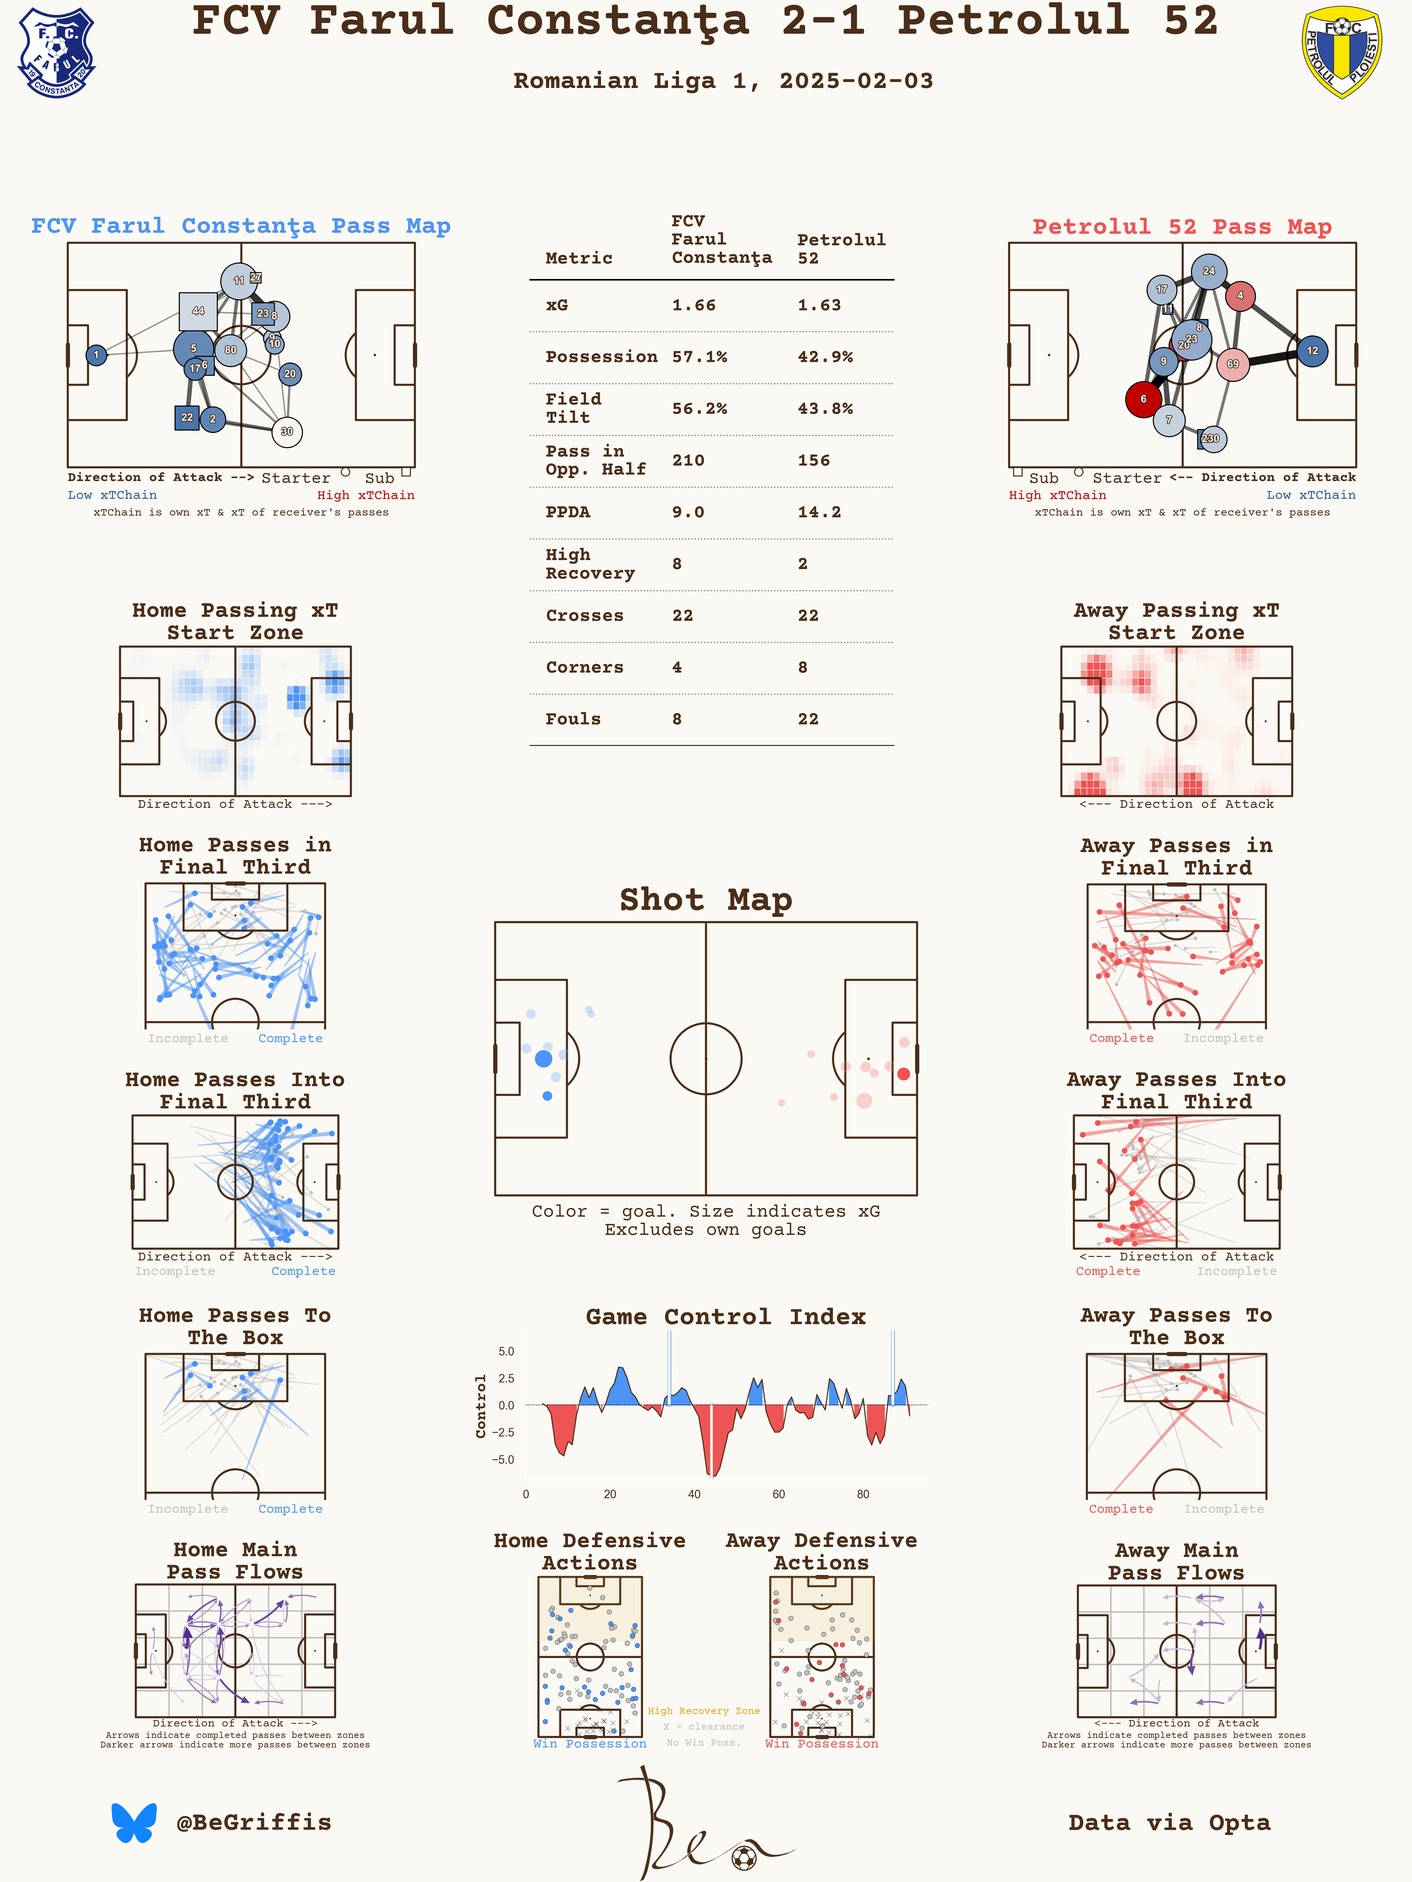 FCV Farul Constanţa 2-1 Petrolul 52
Romanian Liga 1, 2025-02-03
F. C.
FARUL
19 20
CONSTANTA
F C
PETROLUL PLOIESTI
FCV Farul Constanţa Pass Map
11
27
44
23
8
9
10
5
80
1
6
17
20
22
2
30
Direction of Attack --> Starter Sub
Low xTChain High xTChain
xTChain is own xT & xT of receiver's passes
Metric FCV Farul Constanţa Petrolul 52
xG 1.66 1.63
Possession 57.1% 42.9%
Field Tilt 56.2% 43.8%
Pass in Opp. Half 210 156
PPDA 9.0 14.2
High Recovery 8 2
Crosses 22 22
Corners 4 8
Fouls 8 22
Petrolul 52 Pass Map
24
17
4
11
8
23
20
12
9
69
6
7
230
Sub Starter <-- Direction of Attack
High xTChain Low xTChain
xTChain is own xT & xT of receiver's passes
Home Passing xT
Start Zone
Direction of Attack --->
Away Passing xT
Start Zone
<--- Direction of Attack
Home Passes in
Final Third
Incomplete Complete
Away Passes in
Final Third
Complete Incomplete
Shot Map
Color = goal. Size indicates xG
Excludes own goals
Home Passes Into
Final Third
Direction of Attack --->
Incomplete Complete
Away Passes Into
Final Third
<--- Direction of Attack
Complete Incomplete
Home Passes To
The Box
Incomplete Complete
Game Control Index
Control
5.0
2.5
0.0
−2.5
−5.0
0 20 40 60 80
Away Passes To
The Box
Complete Incomplete
Home Main
Pass Flows
Direction of Attack --->
Arrows indicate completed passes between zones
Darker arrows indicate more passes between zones
Home Defensive
Actions
Win Possession
High Recovery Zone
X = clearance
No Win Poss.
Away Defensive
Actions
Win Possession
Away Main
Pass Flows
<--- Direction of Attack
Arrows indicate completed passes between zones
Darker arrows indicate more passes between zones
@BeGriffis
Ben
Data via Opta